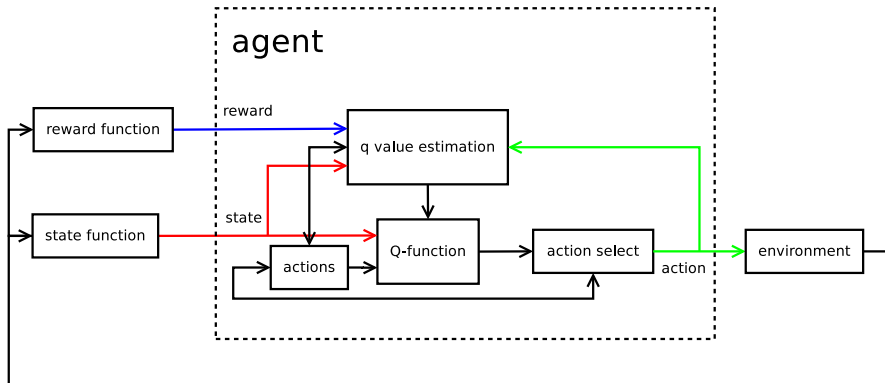 agent
reward
reward function
q value estimation
state
state function
Q-function
action select
environment
actions
action